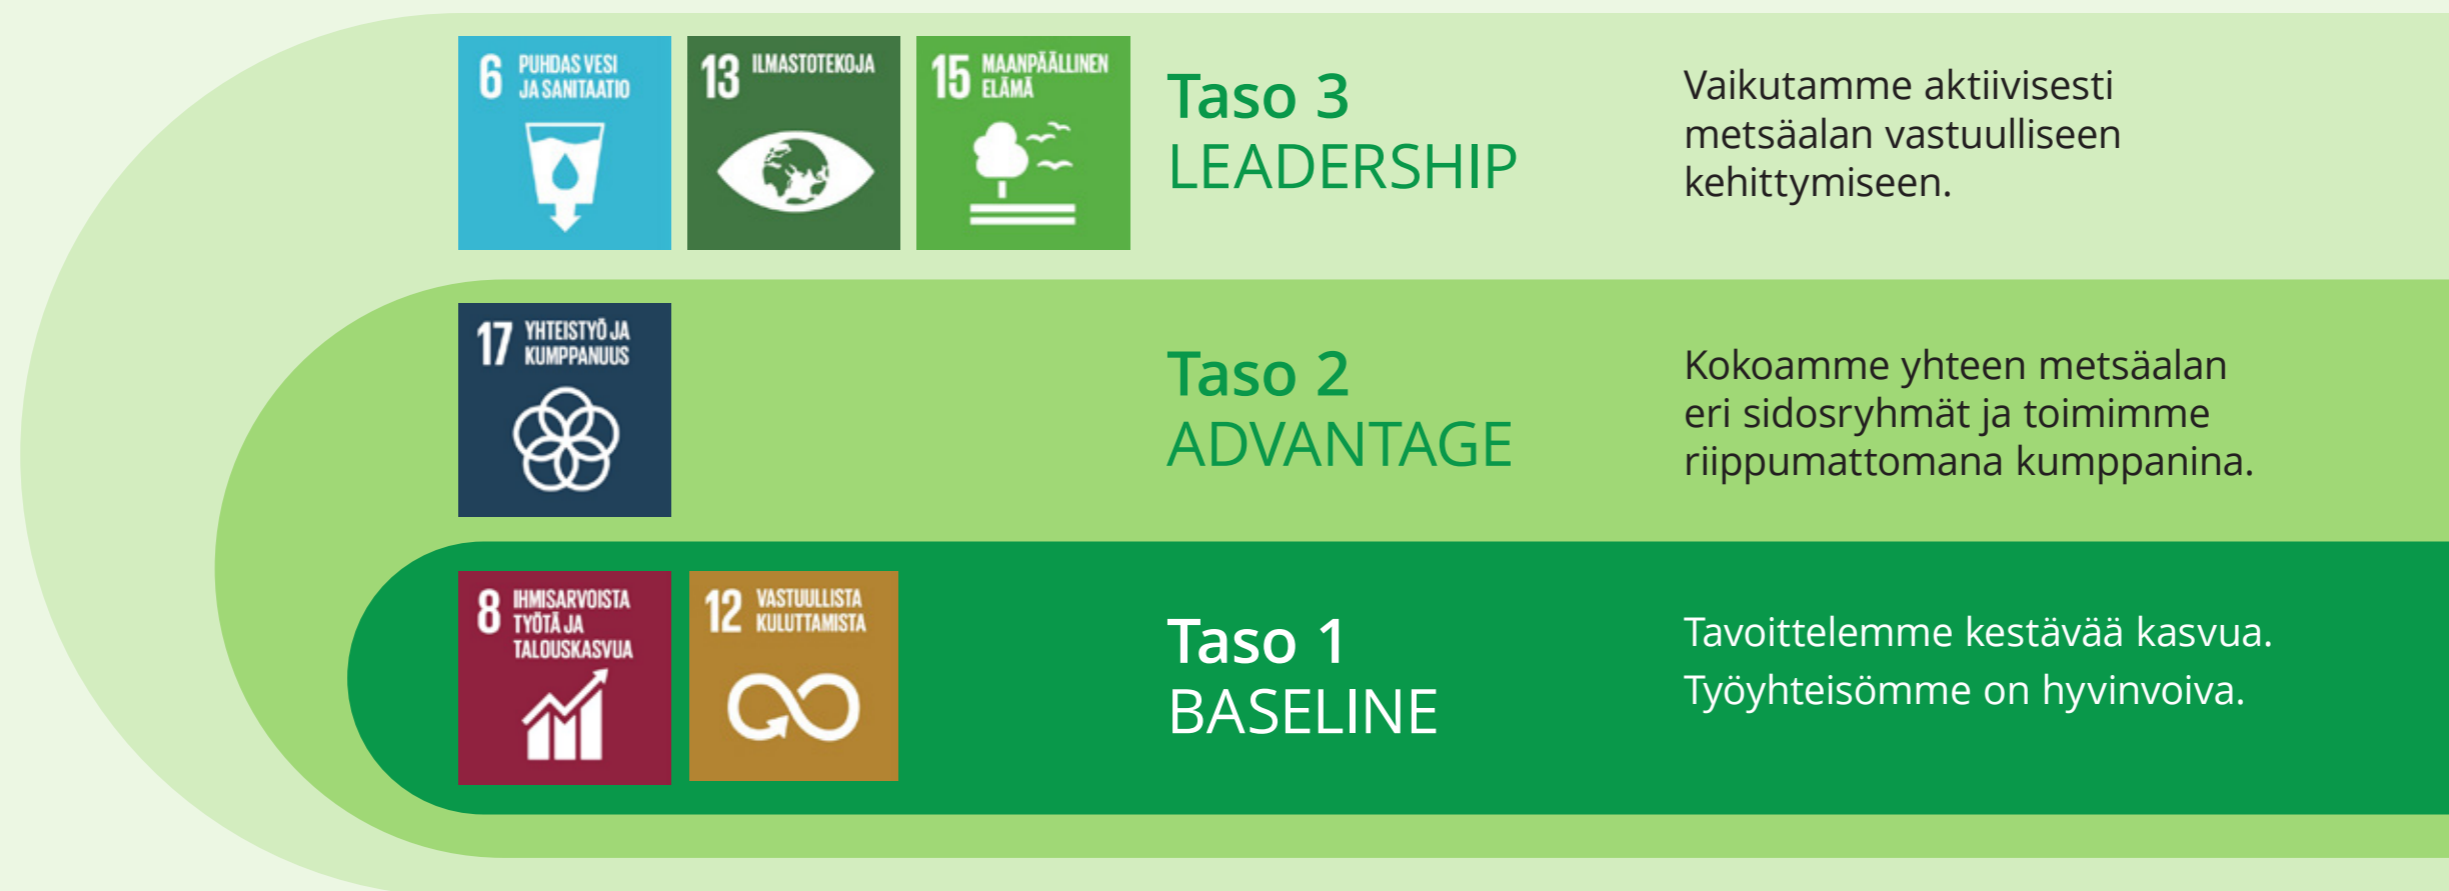 6 PUHDAS VESI
JA SANITAATIO
13 ILMASTOTEKOJA
15 MAANPÄÄLLINEN
ELÄMÄ
Taso 3
LEADERSHIP
Vaikutamme aktiivisesti
metsäalan vastuulliseen
kehittymiseen.
17 YHTEISTYÖ JA
KUMPPANUUS
Taso 2
ADVANTAGE
Kokoamme yhteen metsäalan
eri sidosryhmät ja toimimme
riippumattomana kumppanina.
8 IHMISARVOISTA
TYÖTÄ JA
TALOUSKASVUA
12 VASTUULLISTA
KULUTTAMISTA
Taso 1
BASELINE
Tavoittelemme kestävää kasvua.
Työyhteisömme on hyvinvoiva.